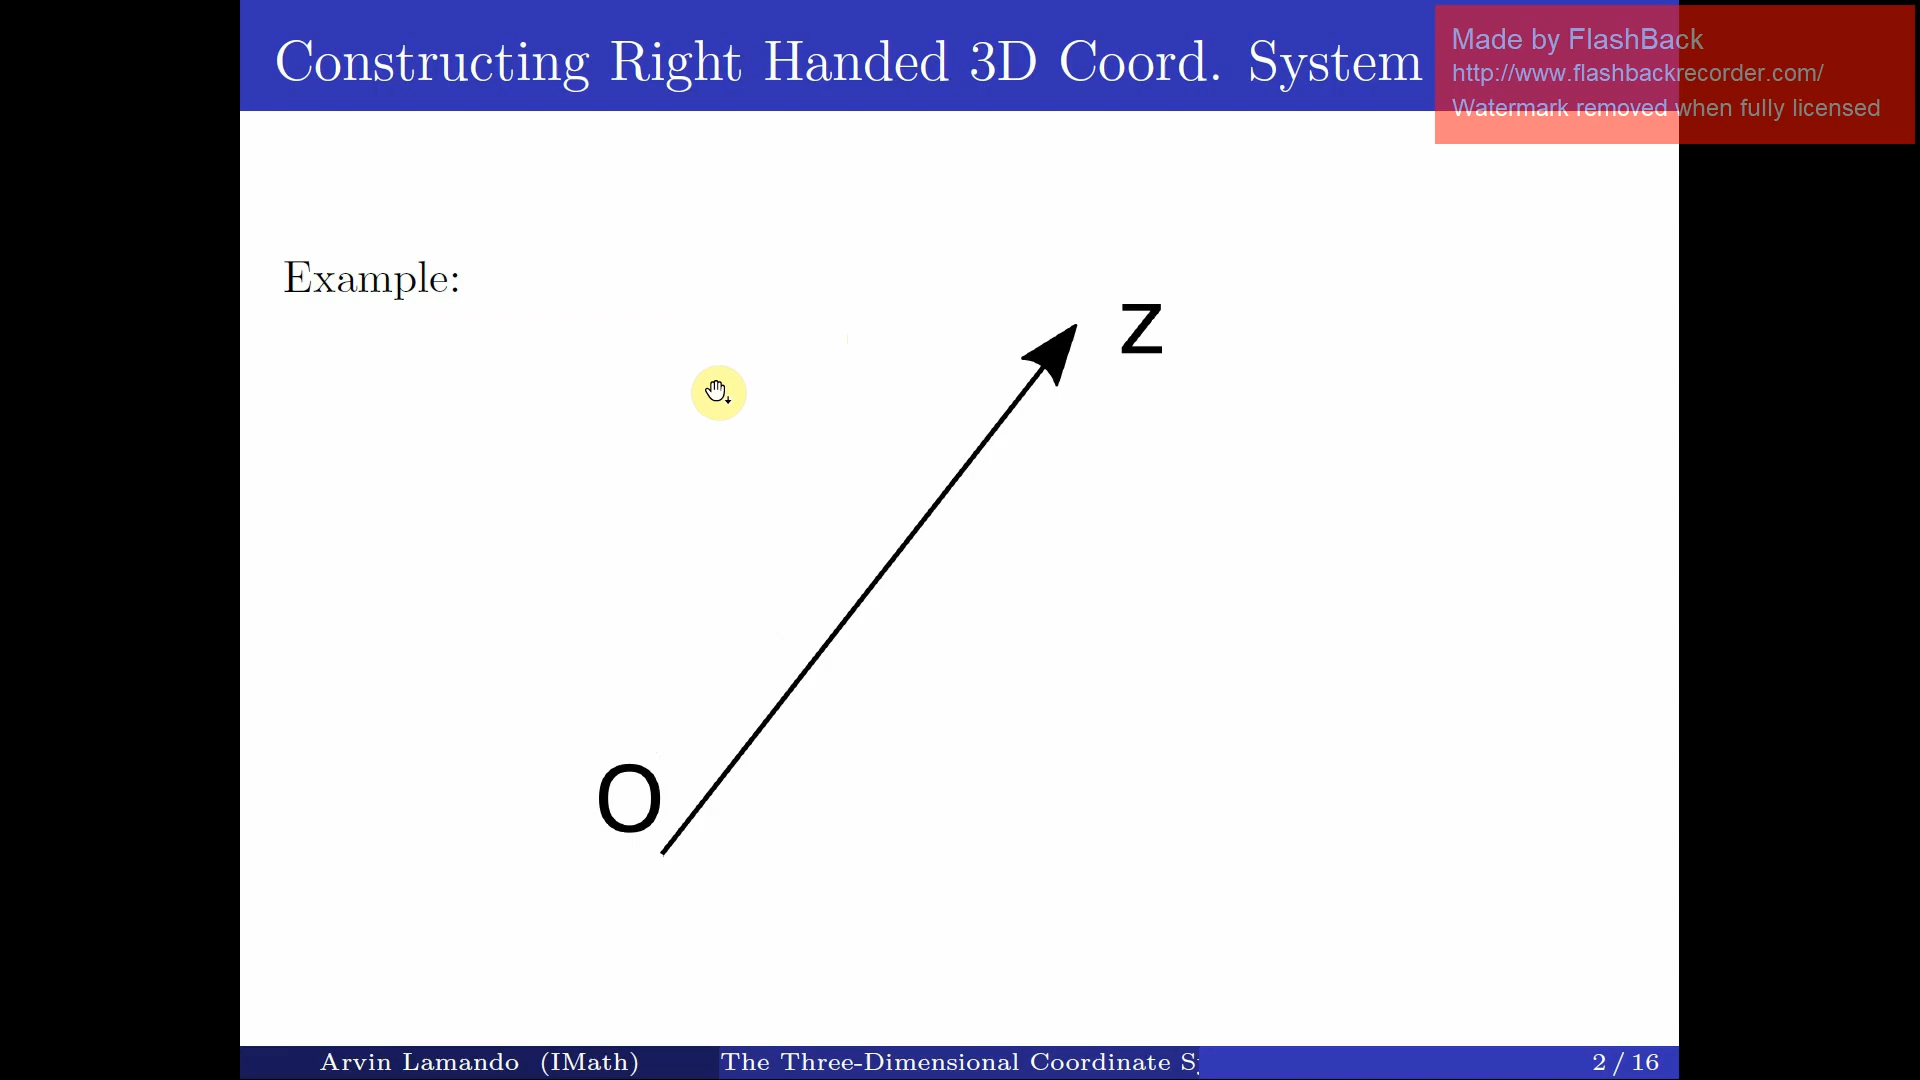 Constructing Right Handed 3D Coord. System
Made by FlashBack
http://www.flashbackrecorder.com/
Watermark removed when fully licensed
Example:
z
O
Arvin Lamando (IMath)
The Three-Dimensional Coordinate S
2 / 16